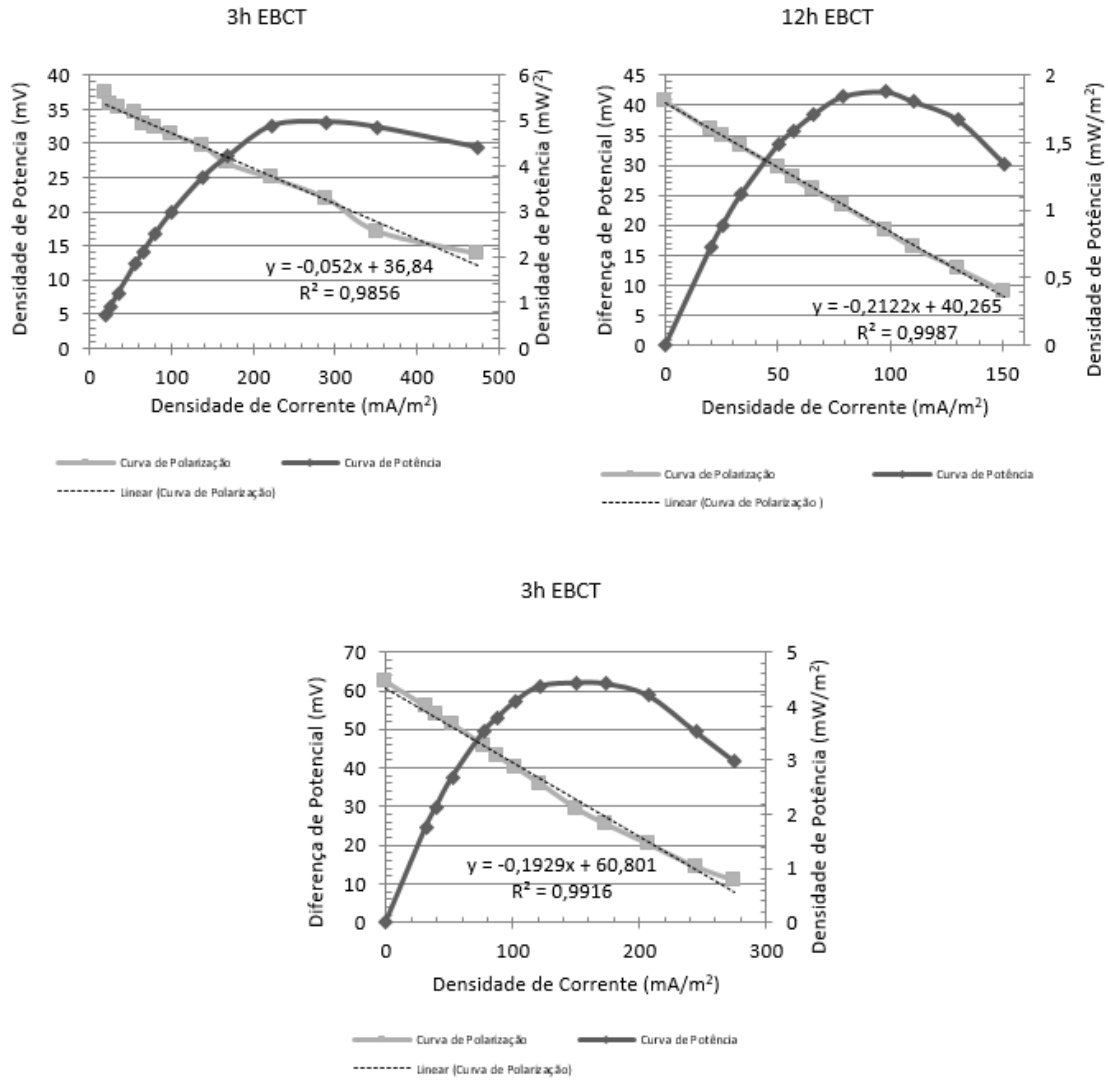 3h EBCT
Densidade de Potencia (mV)
40
35
30
25
20
15
10
5
0
6
5
4
3
2
1
0
Densidade de Potência (mW/²)
y = -0,052x + 36,84
R² = 0,9856
0 100 200 300 400 500
Densidade de Corrente (mA/m²)
Curva de Polarização
Curva de Potência
Linear (Curva de Polarização)
12h EBCT
Diferença de Potencial (mV)
45
40
35
30
25
20
15
10
5
0
2
1,5
1
0,5
0
Densidade de Potência (mW/m²)
y = -0,2122x + 40,265
R² = 0,9987
0 50 100 150
Densidade de Corrente (mA/m²)
Curva de Polarização
Curva de Potência
Linear (Curva de Polarização )
3h EBCT
Diferença de Potencial (mV)
70
60
50
40
30
20
10
0
5
4
3
2
1
0
Densidade de Potência (mW/m²)
y = -0,1929x + 60,801
R² = 0,9916
0 100 200 300
Densidade de Corrente (mA/m²)
Curva de Polarização
Curva de Potência
Linear (Curva de Polarização)